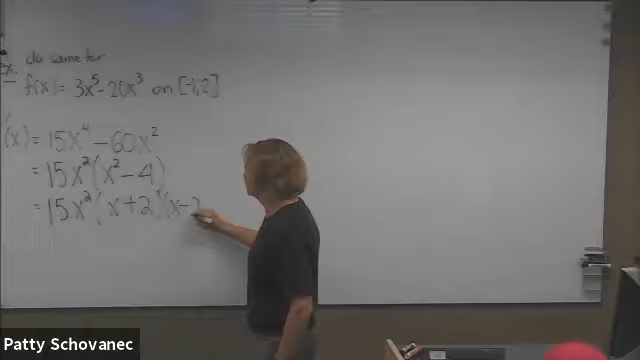 Ex: do same for
f(x) = 3x⁵ - 20x³ on [-1,2]
'(x) = 15x⁴ - 60x²
= 15x²(x² - 4)
= 15x²(x+2)(x-2
Patty Schovanec